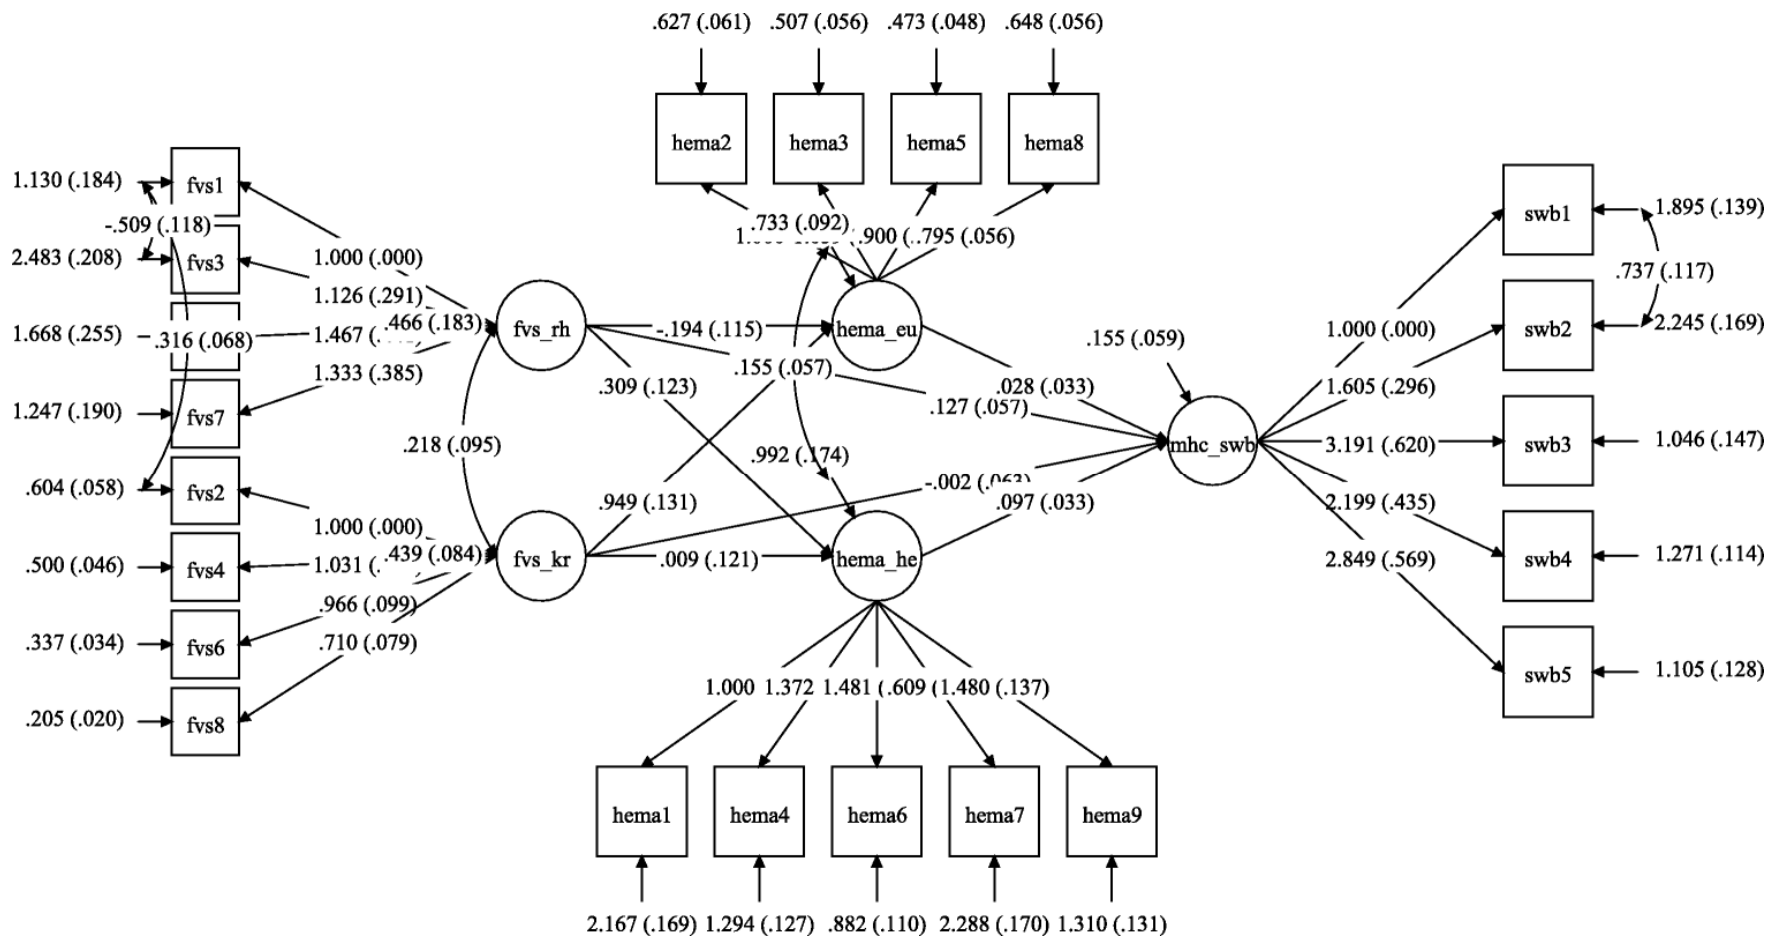 .627 (.061) .507 (.056) .473 (.048) .648 (.056)
hema2 hema3 hema5 hema8
1.130 (.184) fvs1
-.509 (.118)
2.483 (.208) fvs3
1.000 (.000)
1.126 (.291)
1.668 (.255) .316 (.068) 1.467 .466 (.183) fvs_rh
1.333 (.385)
1.247 (.190) fvs7
.218 (.095)
.604 (.058) fvs2
1.000 (.000)
.500 (.046) fvs4 1.031 .439 (.084) fvs_kr
.966 (.099)
.337 (.034) fvs6
.710 (.079)
.205 (.020) fvs8
.733 (.092)
.900 .795 (.056)
-.194 (.115) hema_eu
.155 (.057)
.309 (.123)
.992 (.174)
.949 (.131)
.009 (.121) hema_he
.028 (.033)
.127 (.057)
-.002
.097 (.033)
.155 (.059)
mhc_swb
1.000 (.000)
1.605 (.296)
3.191 (.620)
2.199 (.435)
2.849 (.569)
swb1 1.895 (.139)
.737 (.117)
swb2 2.245 (.169)
swb3 1.046 (.147)
swb4 1.271 (.114)
swb5 1.105 (.128)
1.000 1.372 1.481 (.609 (1.480 (.137)
hema1 hema4 hema6 hema7 hema9
2.167 (.169) 1.294 (.127) .882 (.110) 2.288 (.170) 1.310 (.131)